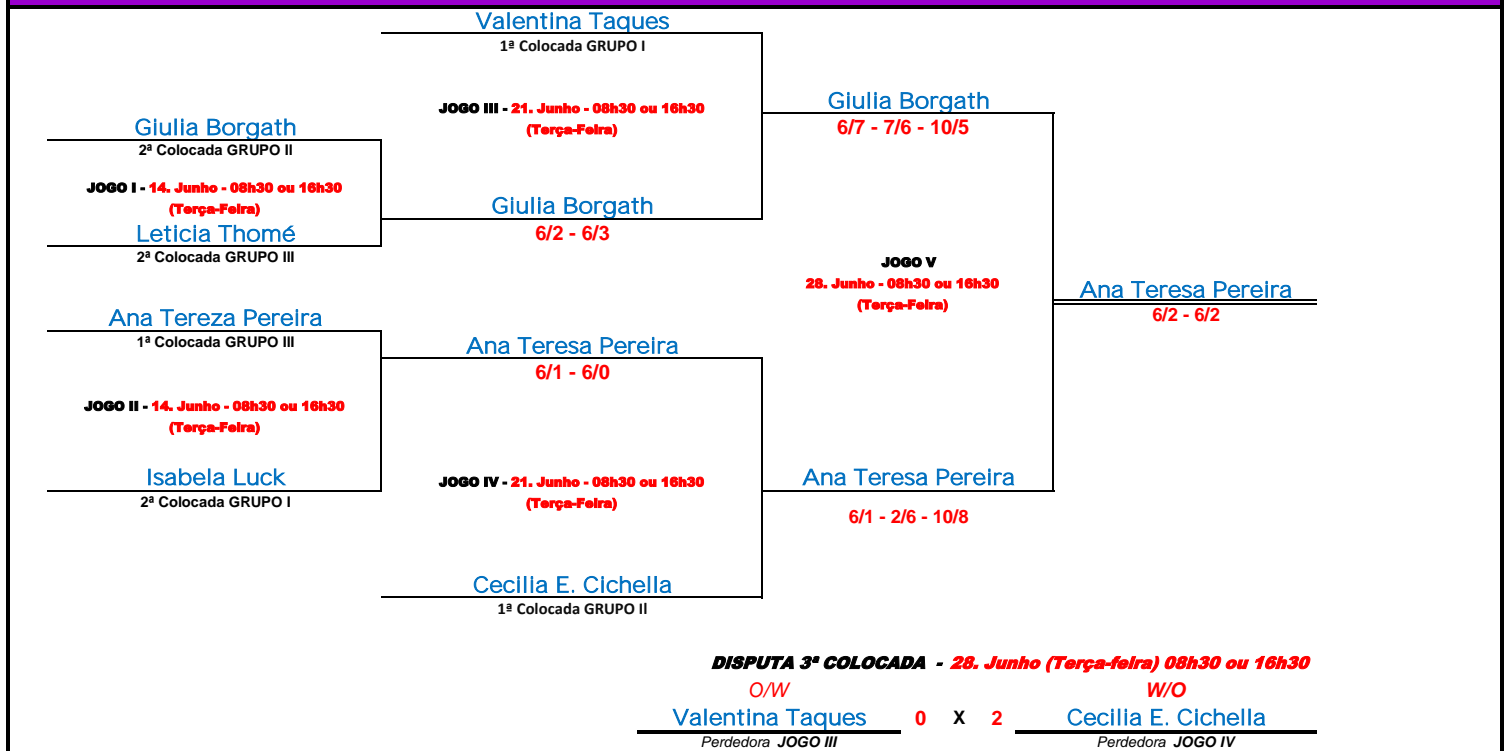 Valentina Taques
1ª Colocada GRUPO I
JOGO III - 21. Junho - 08h30 ou 16h30
(Terça-Feira)
Giulia Borgath
6/7 - 7/6 - 10/5
Giulia Borgath
2ª Colocada GRUPO II
JOGO I - 14. Junho - 08h30 ou 16h30
(Terça-Feira)
Giulia Borgath
6/2 - 6/3
Leticia Thomé
2ª Colocada GRUPO III
JOGO V
28. Junho - 08h30 ou 16h30
(Terça-Feira)
Ana Teresa Pereira
6/2 - 6/2
Ana Tereza Pereira
1ª Colocada GRUPO III
Ana Teresa Pereira
6/1 - 6/0
JOGO II - 14. Junho - 08h30 ou 16h30
(Terça-Feira)
Isabela Luck
2ª Colocada GRUPO I
JOGO IV - 21. Junho - 08h30 ou 16h30
(Terça-Feira)
Ana Teresa Pereira
6/1 - 2/6 - 10/8
Cecilia E. Cichella
1ª Colocada GRUPO II
DISPUTA 3ª COLOCADA - 28. Junho (Terça-feira) 08h30 ou 16h30
O/W W/O
Valentina Taques 0 X 2 Cecilia E. Cichella
Perdedora JOGO III Perdedora JOGO IV